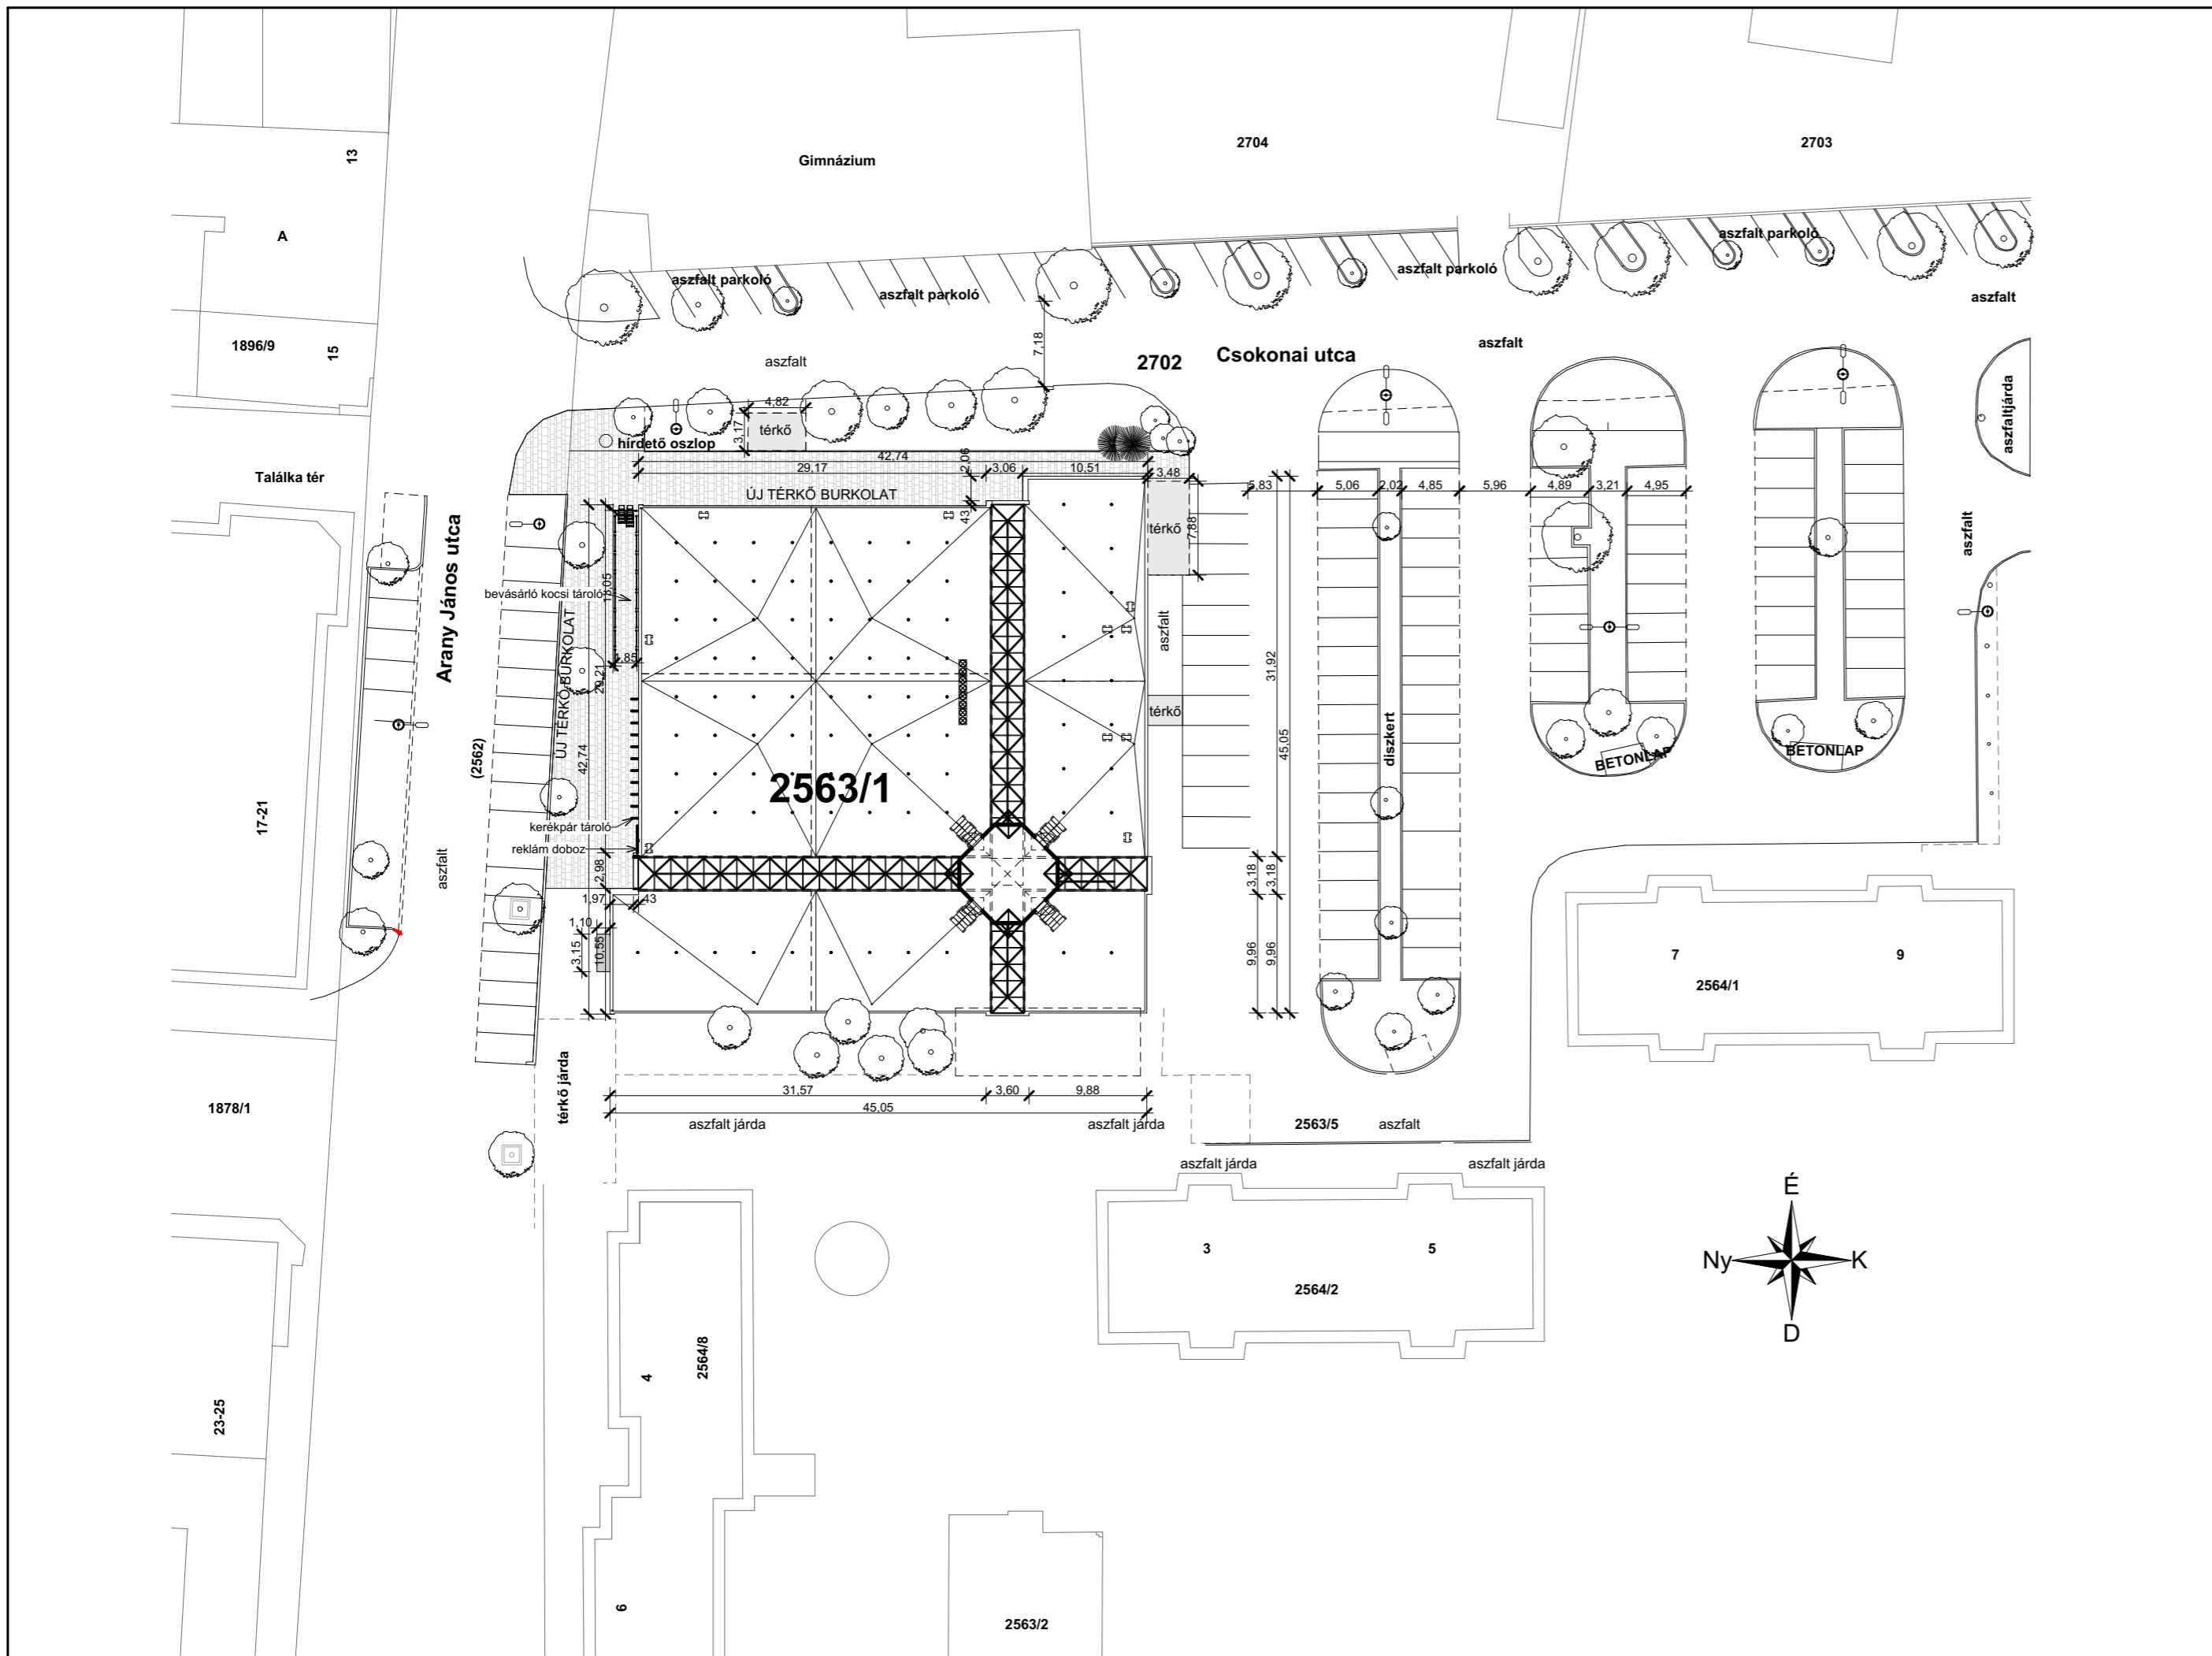 13
Gimnázium
2704
2703
A
aszfalt parkoló
aszfalt parkoló
aszfalt parkoló
aszfalt parkoló
aszfalt
1896/9
15
aszfalt
7,18
2702
Csokonai utca
aszfalt
aszfaltjárda
4,82
3,17
térkő
hírdető oszlop
42,74
29,17
2,06
3,06
10,51
3,48
ÚJ TÉRKŐ BURKOLAT
43
Találka tér
5,83
5,06
2,02
4,85
5,96
4,89
3,21
4,95
térkő
7,88
aszfalt
Arany János utca
bevásárló kocsi tároló
ÚJ TÉRKŐ BURKOLAT
29,21
42,74
aszfalt
31,92
45,05
térkő
díszkert
BETONLAP
BETONLAP
(2562)
2563/1
17-21
kerékpár tároló
reklám doboz
aszfalt
2,98
1,97
43
1,10
3,15
10,55
3,18
3,18
9,96
9,96
7
9
2564/1
térkő járda
31,57
3,60
9,88
45,05
aszfalt járda
aszfalt járda
2563/5
aszfalt
1878/1
aszfalt járda
aszfalt járda
3
5
2564/2
É
Ny
K
D
4
2564/8
23-25
6
2563/2